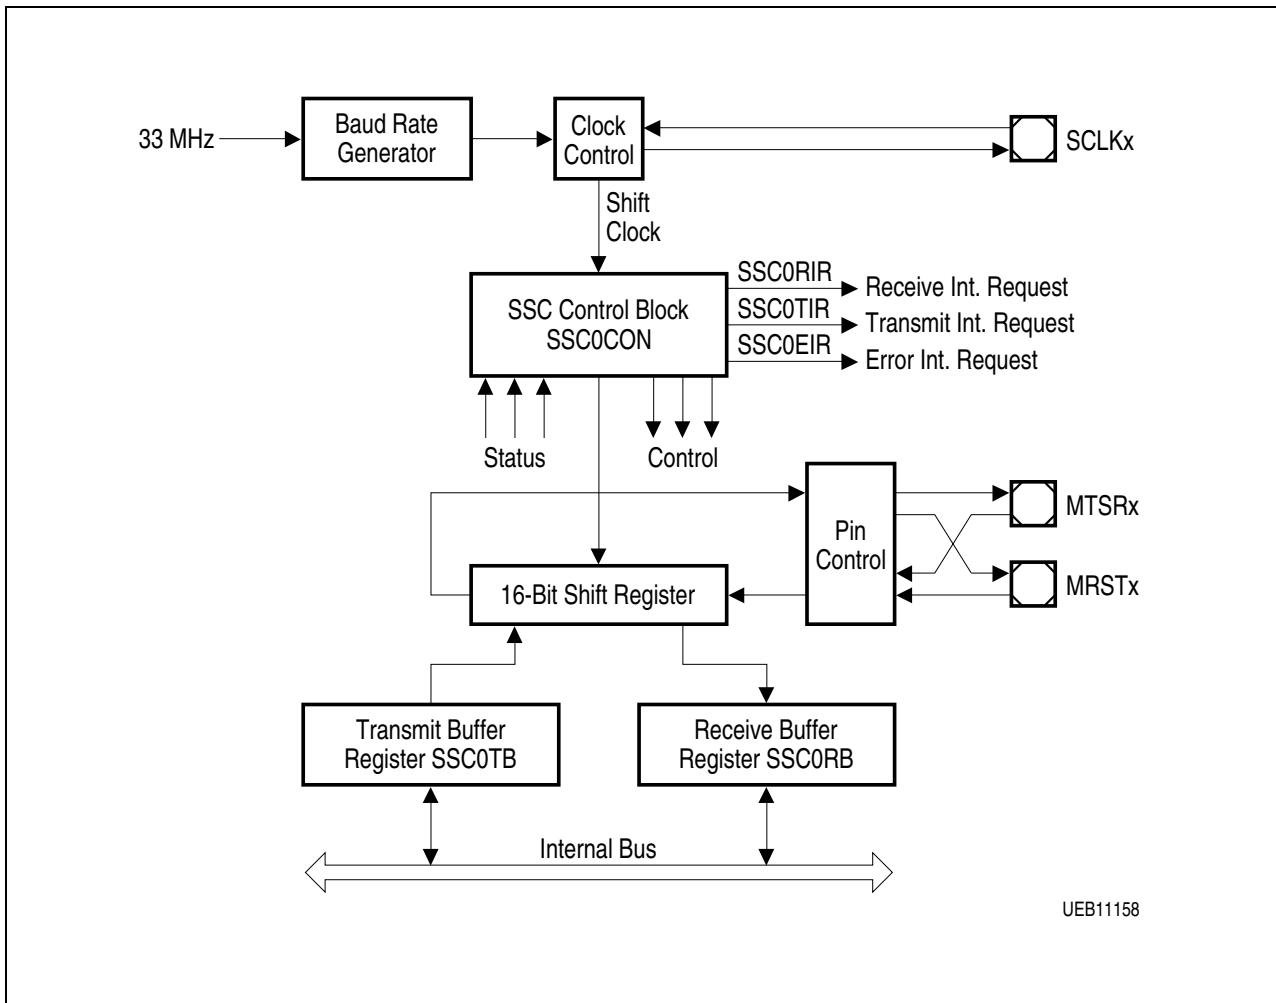 33 MHz
Baud Rate
Generator
Clock
Control
SCLKx
Shift
Clock
SSC Control Block
SSC0CON
SSC0RIR
Receive Int. Request
SSC0TIR
Transmit Int. Request
SSC0EIR
Error Int. Request
Status
Control
Pin
Control
MTSRx
MRSTx
16-Bit Shift Register
Transmit Buffer
Register SSC0TB
Receive Buffer
Register SSC0RB
Internal Bus
UEB11158